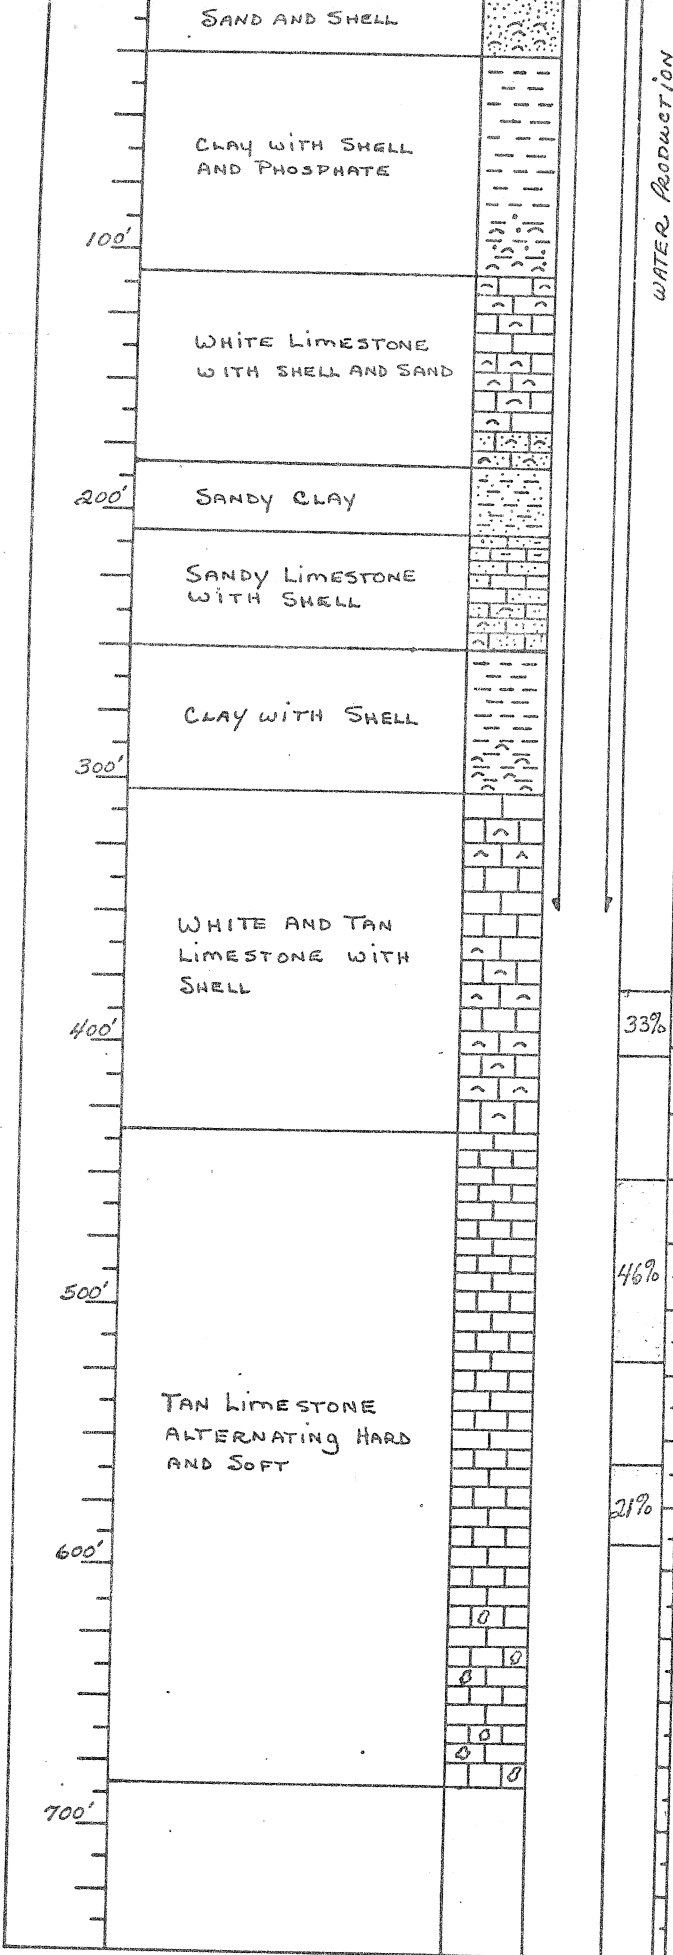 SAND AND SHELL
CLAY WITH SHELL
AND PHOSPHATE
100'
WHITE LIMESTONE
WITH SHELL AND SAND
200'
SANDY CLAY
SANDY LIMESTONE
WITH SHELL
CLAY WITH SHELL
300'
WHITE AND TAN
LIMESTONE WITH
SHELL
400'
500'
TAN LIMESTONE
ALTERNATING HARD
AND SOFT
600'
700'
WATER PRODUCTION
33%
46%
21%